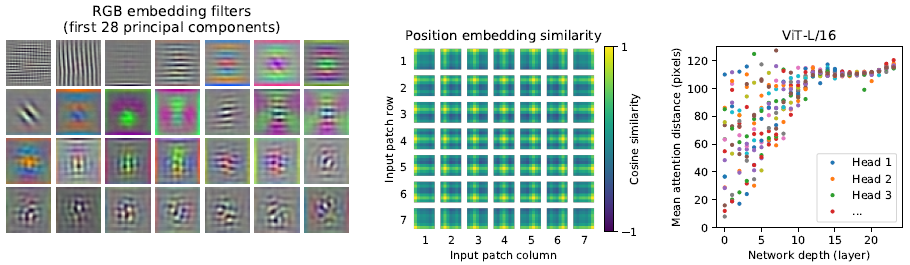 RGB embedding filters
(first 28 principal components)
Position embedding similarity
1
2
3
4
5
6
7
Input patch row
1 2 3 4 5 6 7
Input patch column
1
−1
Cosine similarity
ViT-L/16
120
100
80
60
40
20
0
Mean attention distance (pixels)
Head 1
Head 2
Head 3
...
0 5 10 15 20
Network depth (layer)